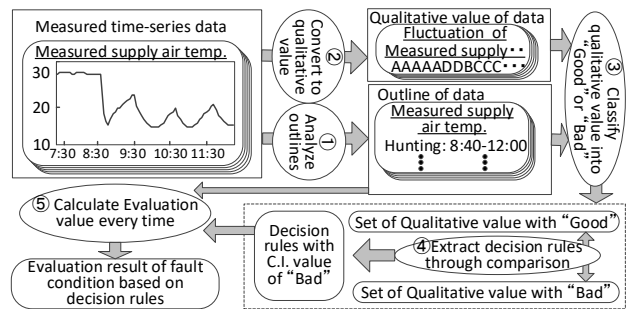 Measured time-series data
Measured supply air temp.
30
20
10
7:30 8:30 9:30 10:30 11:30
② Convert to qualitative value
① Analyze outlines
Qualitative value of data
Fluctuation of
Measured supply‥
AAAAADDBCCC⋯
Outline of data
Measured supply
air temp.
Hunting: 8:40-12:00
③ Classify
qualitative value into
"Good" or "Bad"
⑤ Calculate Evaluation
value every time
Evaluation result of fault
condition based on
decision rules
Decision
rules with
C.I. value
of "Bad"
Set of Qualitative value with "Good"
④ Extract decision rules
through comparison
Set of Qualitative value with "Bad"